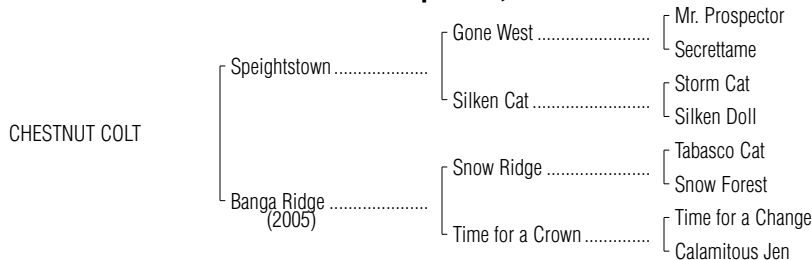 Mr. Prospector
Gone West
Secrettame
Speightstown
Storm Cat
Silken Cat
Silken Doll
CHESTNUT COLT
Tabasco Cat
Snow Ridge
Snow Forest
Banga Ridge
(2005)
Time for a Change
Time for a Crown
Calamitous Jen